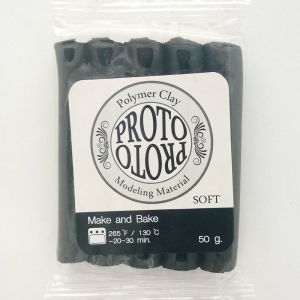 Polymer Clay
PROTO
PROTO
Modeling Material
SOFT
Make and Bake
265 °F / 130 °C
~20-30 min.
50 g.